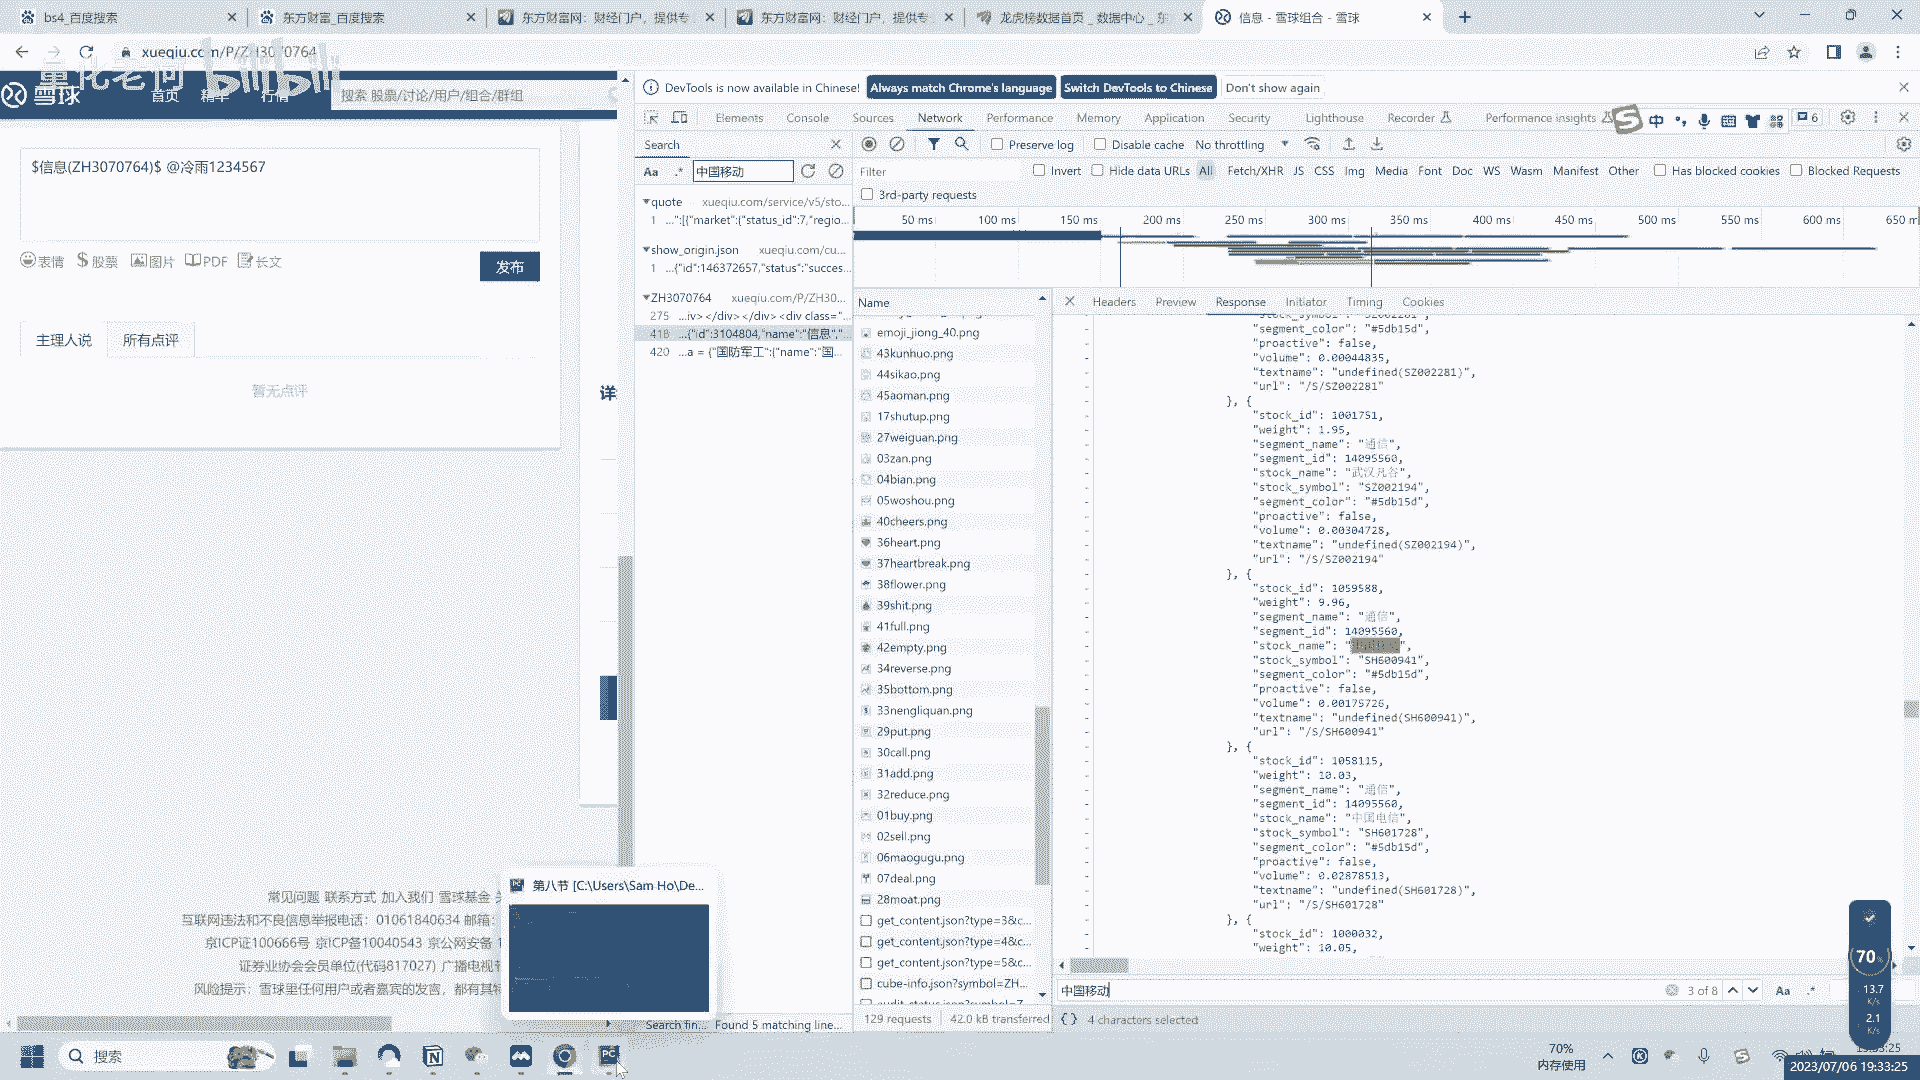 bs4_百度搜索
东方财富_百度搜索
东方财富网：财经门户，提供专
东方财富网：财经门户，提供专
龙虎榜数据首页 _ 数据中心 _ 东
信息 - 雪球组合 - 雪球
xueqiu.com/P/ZH3070764
量化老何 bilibili
雪球 首页 精华 行情
搜索 股票/讨论/用户/组合/群组
DevTools is now available in Chinese!
Always match Chrome's language
Switch DevTools to Chinese
Don't show again
Elements Console Sources Network Performance Memory Application Security Lighthouse Recorder Performance insights
中
6
Search
Preserve log
Disable cache
No throttling
Aa .* 中国移动
Filter
Invert
Hide data URLs
All Fetch/XHR JS CSS Img Media Font Doc WS Wasm Manifest Other
Has blocked cookies
Blocked Requests
3rd-party requests
50 ms 100 ms 150 ms 200 ms 250 ms 300 ms 350 ms 400 ms 450 ms 500 ms 550 ms 600 ms 650 m
$信息(ZH3070764)$ @冷雨1234567
表情 股票 图片 PDF 长文
发布
主理人说 所有点评
暂无点评
详
quote xueqiu.com/service/v5/sto...
1 ...":[{"market":{"status_id":7,"regio...
show_origin.json xueqiu.com/cu...
1 ...{"id":146372657,"status":"succes...
ZH3070764 xueqiu.com/P/ZH30...
275 ...iv> </div> </div> <div class="...
418 ...{"id":3104804,"name":"信息","...
420 ...a = {"国防军工":{"name":"国...
Name
emoji_jiong_40.png
43kunhuo.png
44sikao.png
45aoman.png
17shutup.png
27weiguan.png
03zan.png
04bian.png
05woshou.png
40cheers.png
36heart.png
37heartbreak.png
38flower.png
39shit.png
41full.png
42empty.png
34reverse.png
35bottom.png
33nengliquan.png
29put.png
30call.png
31add.png
32reduce.png
01buy.png
02sell.png
06maogugu.png
07deal.png
28moat.png
get_content.json?type=3&c...
get_content.json?type=4&c...
get_content.json?type=5&c...
cube-info.json?symbol=ZH...
audit_status.json?symbol=Z...
129 requests 42.0 kB transferred
Headers Preview Response Initiator Timing Cookies
"stock_symbol": "SZ002281",
"segment_color": "#5db15d",
"proactive": false,
"volume": 0.00044835,
"textname": "undefined(SZ002281)",
"url": "/S/SZ002281"
}, {
"stock_id": 1001751,
"weight": 1.95,
"segment_name": "通信",
"segment_id": 14095560,
"stock_name": "武汉凡谷",
"stock_symbol": "SZ002194",
"segment_color": "#5db15d",
"proactive": false,
"volume": 0.00304728,
"textname": "undefined(SZ002194)",
"url": "/S/SZ002194"
}, {
"stock_id": 1059588,
"weight": 9.96,
"segment_name": "通信",
"segment_id": 14095560,
"stock_name": "
"stock_symbol": "SH600941",
"segment_color": "#5db15d",
"proactive": false,
"volume": 0.00175726,
"textname": "undefined(SH600941)",
"url": "/S/SH600941"
}, {
"stock_id": 1058115,
"weight": 10.03,
"segment_name": "通信",
"segment_id": 14095560,
"stock_name": "中国电信",
"stock_symbol": "SH601728",
"segment_color": "#5db15d",
"proactive": false,
"volume": 0.02878513,
"textname": "undefined(SH601728)",
"url": "/S/SH601728"
}, {
"stock_id": 1000032,
"weight": 10.05,
中国移动
3 of 8
Aa .*
{ } 4 characters selected
常见问题 联系方式 加入我们 雪球基金
互联网违法和不良信息举报电话：01061840634 邮箱：
京ICP证100666号 京ICP备10040543 京公网安备 1
证券业协会会员单位(代码817027) 广播电视节
风险提示：雪球里任何用户或者嘉宾的发言，都有其特
第八节 [C:\Users\Sam Ho\De...
Search fin... Found 5 matching line...
70%
13.7
K/s
2.1
K/s
搜索
70%
内存使用
2023/07/06 19:33:25